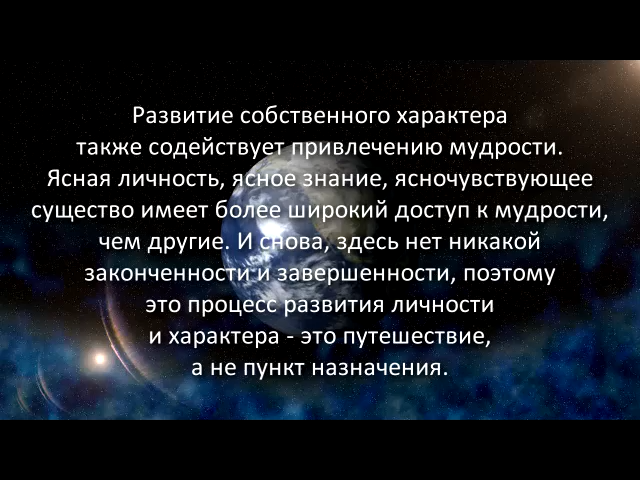 Развитие собственного характера
также содействует привлечению мудрости.
Ясная личность, ясное знание, ясночувствующее
существо имеет более широкий доступ к мудрости,
чем другие. И снова, здесь нет никакой
законченности и завершенности, поэтому
это процесс развития личности
и характера - это путешествие,
а не пункт назначения.